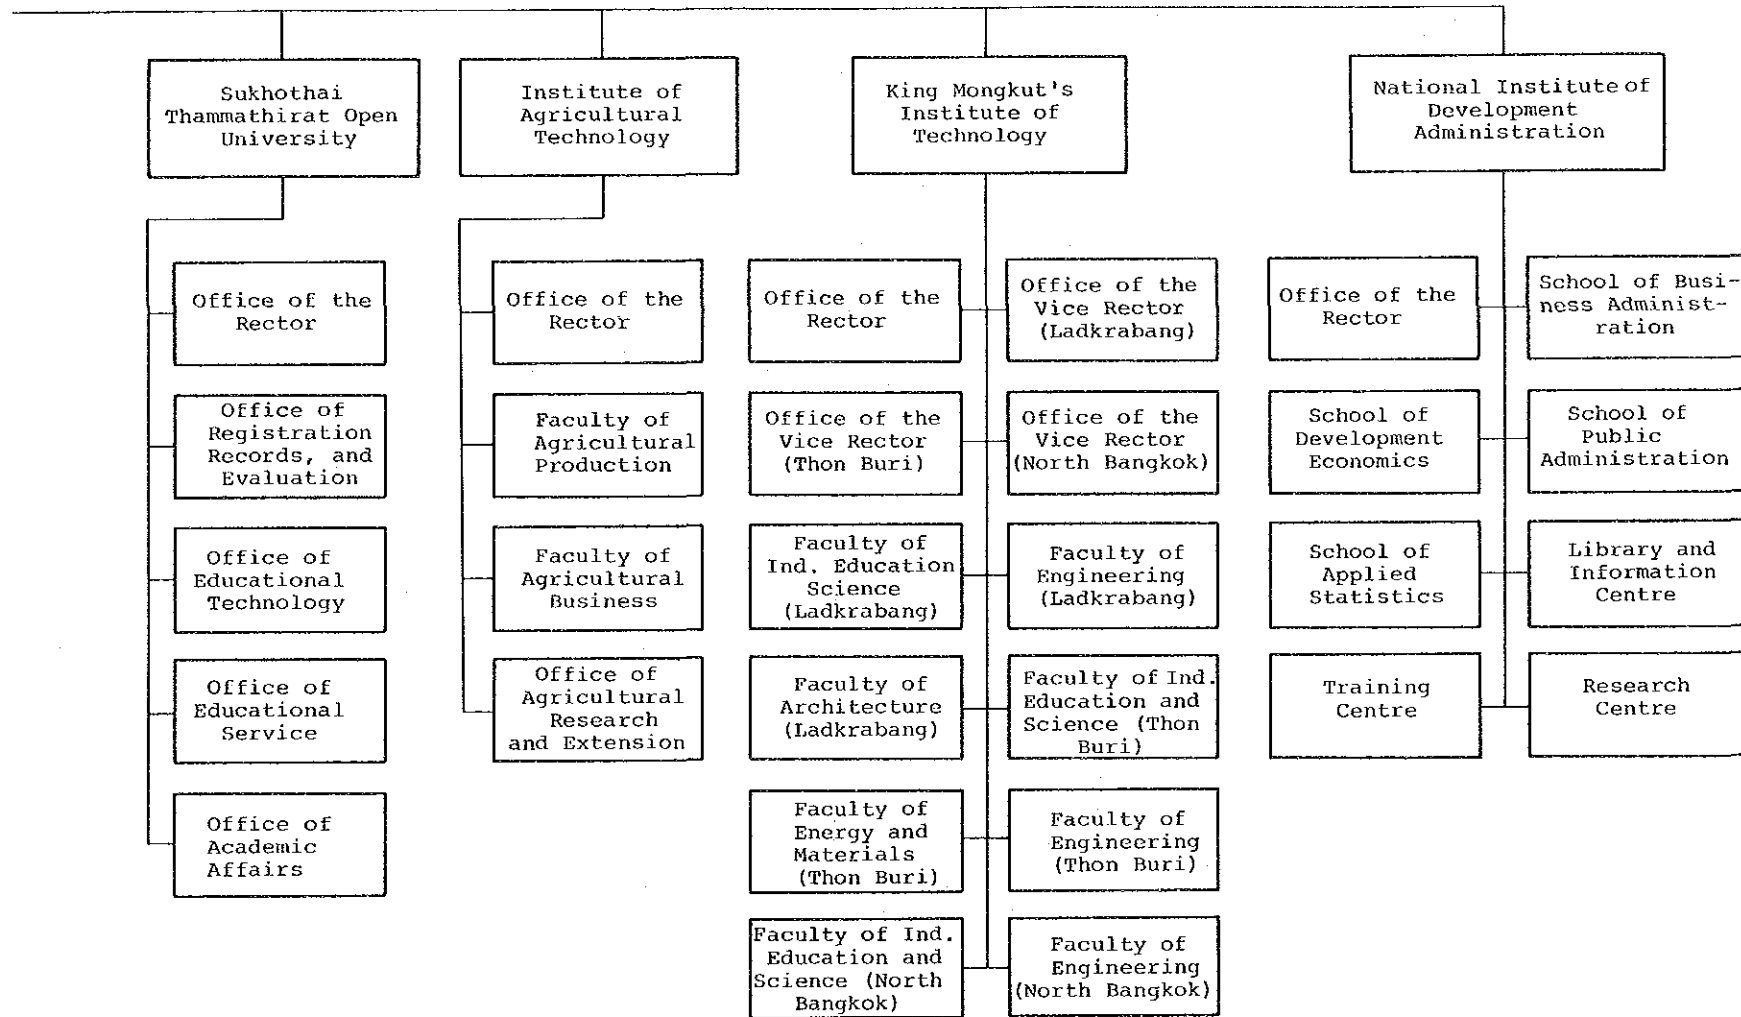 Sukhothai
Thammathirat Open
University
Institute of
Agricultural
Technology
King Mongkut's
Institute of
Technology
National Institute of
Development
Administration
Office of the
Rector
Office of
Registration
Records, and
Evaluation
Office of
Educational
Technology
Office of
Educational
Service
Office of
Academic
Affairs
Office of the
Rector
Faculty of
Agricultural
Production
Faculty of
Agricultural
Business
Office of
Agricultural
Research
and Extension
Office of the
Rector
Office of the
Vice Rector
(Ladkrabang)
Office of the
Vice Rector
(Thon Buri)
Office of the
Vice Rector
(North Bangkok)
Faculty of
Ind. Education
Science
(Ladkrabang)
Faculty of
Engineering
(Ladkrabang)
Faculty of
Architecture
(Ladkrabang)
Faculty of Ind.
Education and
Science (Thon
Buri)
Faculty of
Energy and
Materials
(Thon Buri)
Faculty of
Engineering
(Thon Buri)
Faculty of Ind.
Education and
Science (North
Bangkok)
Faculty of
Engineering
(North Bangkok)
Office of the
Rector
School of Busi-
ness Administ-
ration
School of
Development
Economics
School of
Public
Administration
School of
Applied
Statistics
Library and
Information
Centre
Training
Centre
Research
Centre